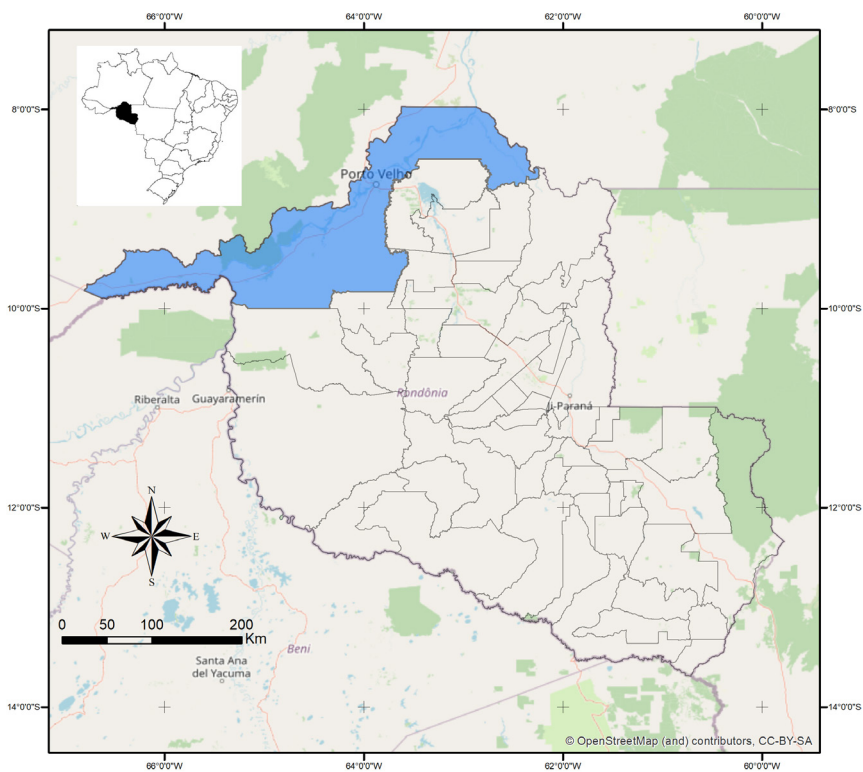 66°0'0"W 64°0'0"W 62°0'0"W 60°0'0"W
8°0'0"S 8°0'0"S
Porto Velho
10°0'0"S 10°0'0"S
Rondônia
Riberalta Guayaramerín
Ji-Paraná
12°0'0"S 12°0'0"S
N
W E
S
0 50 100 200
Km
Beni
Santa Ana
del Yacuma
14°0'0"S 14°0'0"S
© OpenStreetMap (and) contributors, CC-BY-SA
66°0'0"W 64°0'0"W 62°0'0"W 60°0'0"W